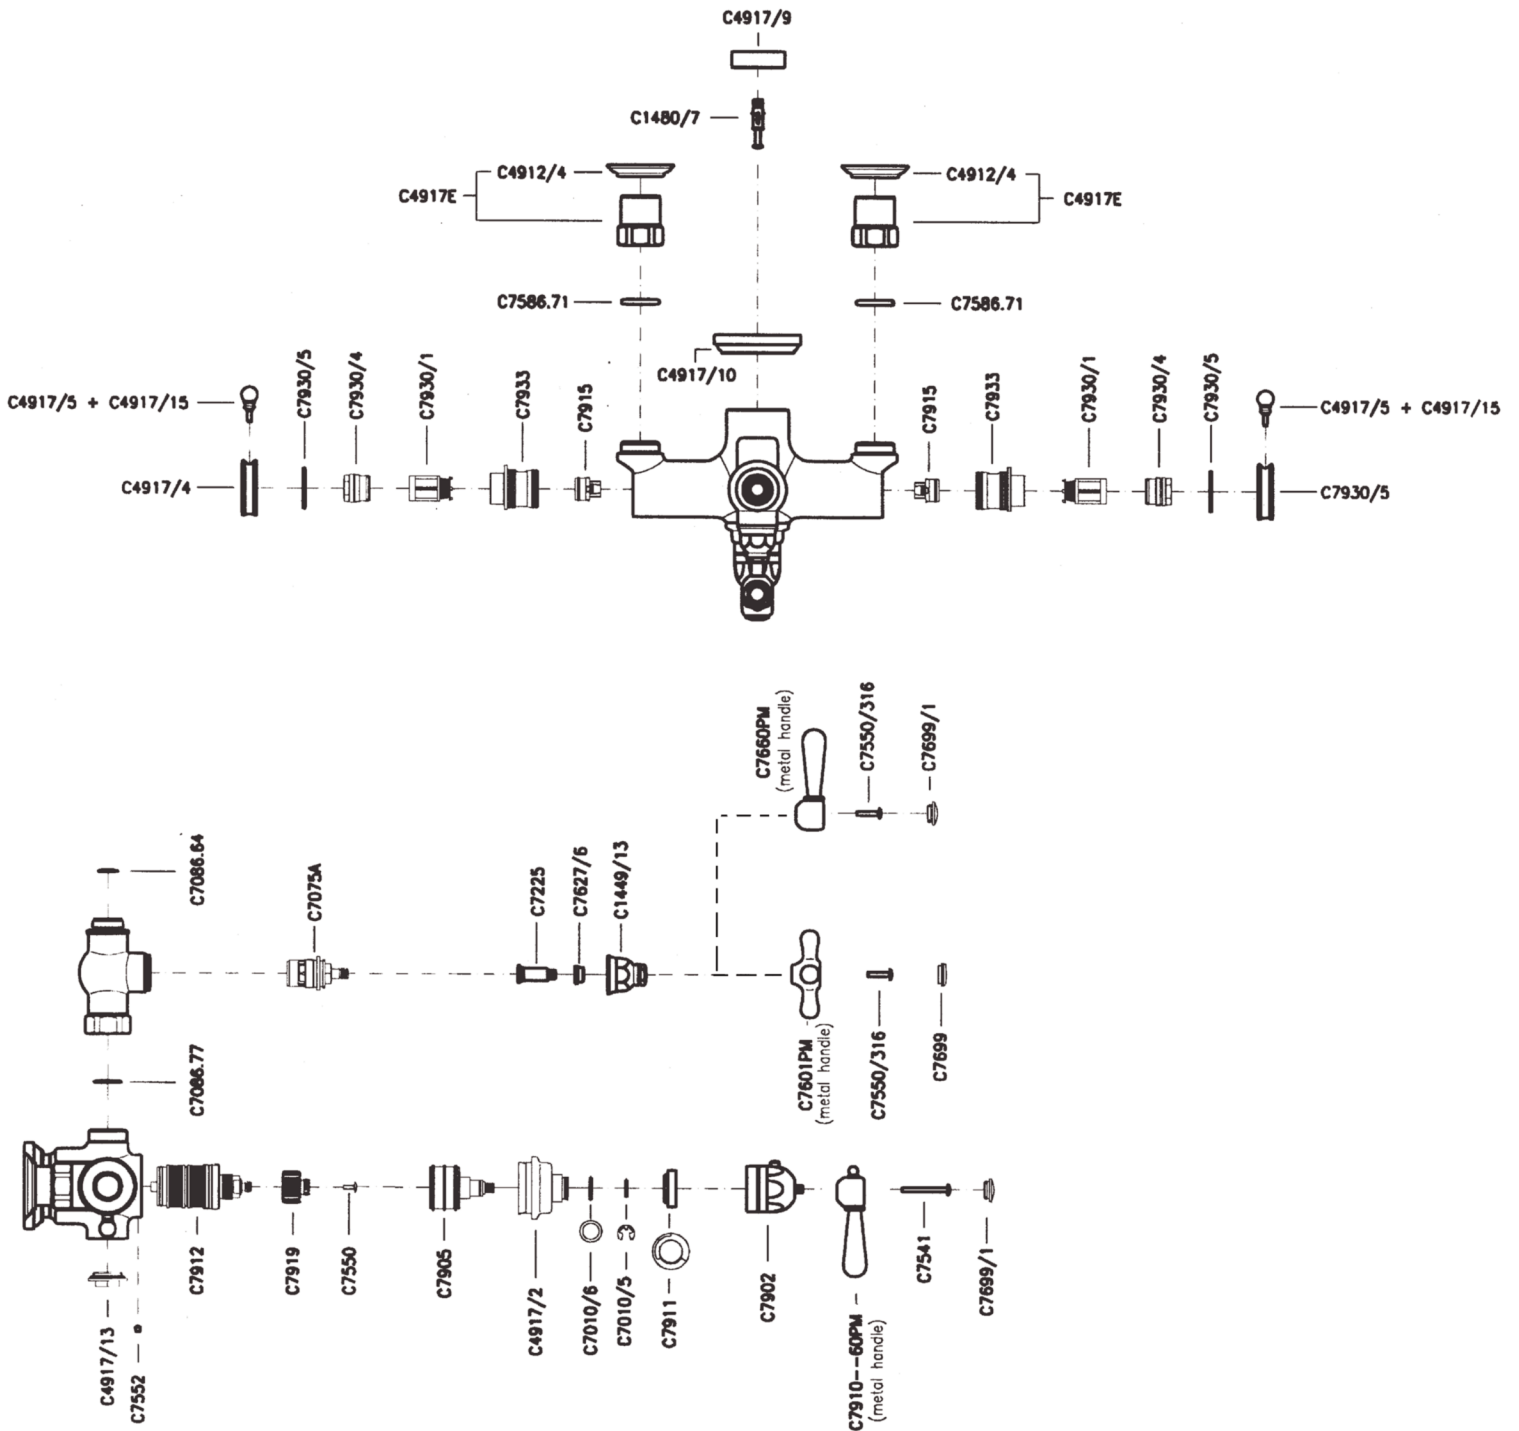 C4917/9
C1480/7
C4912/4
C4912/4
C4917E
C4917E
C7586.71
C7586.71
C4917/10
C4917/5 + C4917/15
C7930/5
C7930/4
C7930/1
C7933
C7915
C7915
C7933
C7930/1
C7930/4
C7930/5
C4917/5 + C4917/15
C4917/4
C7930/5
C7660PM
(metal handle)
C7550/316
C7699/1
C7086.64
C7075A
C7225
C7627/6
C1449/13
C7601PM
(metal handle)
C7550/316
C7699
C7086.77
C7912
C7919
C7550
C7905
C4917/2
C7010/6
C7010/5
C7911
C7902
C7541
C7699/1
C4917/13
C7552
C7910--60PM
(metal handle)